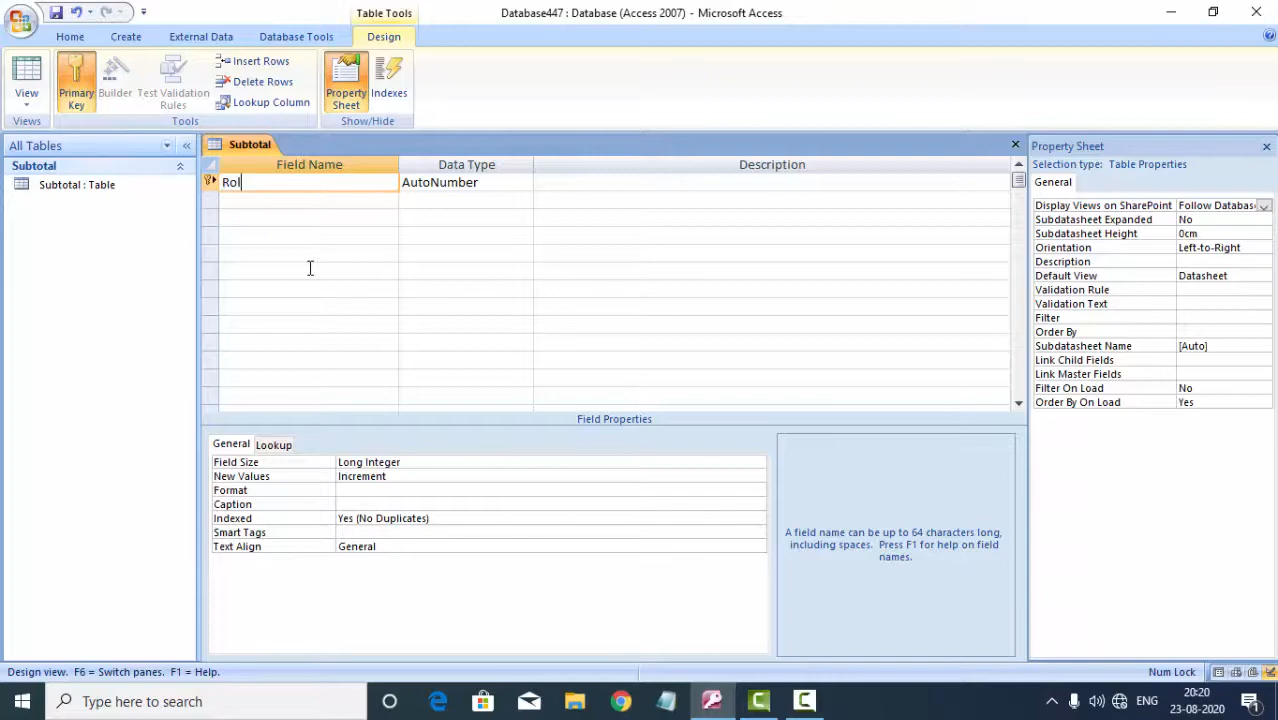 Database447 : Database (Access 2007) - Microsoft Access
Table Tools
Home
Create
External Data
Database Tools
Design
View
Primary Key
Builder
Test Validation Rules
Insert Rows
Delete Rows
Lookup Column
Property Sheet
Indexes
Views
Tools
Show/Hide
All Tables
Subtotal
Subtotal : Table
Subtotal
Field Name Data Type Description
Rol AutoNumber
Field Properties
General Lookup
Field Size Long Integer
New Values Increment
Format
Caption
Indexed Yes (No Duplicates)
Smart Tags
Text Align General
A field name can be up to 64 characters long,
including spaces. Press F1 for help on field
names.
Property Sheet
Selection type: Table Properties
General
Display Views on SharePoint Follow Databas
Subdatasheet Expanded No
Subdatasheet Height 0cm
Orientation Left-to-Right
Description
Default View Datasheet
Validation Rule
Validation Text
Filter
Order By
Subdatasheet Name [Auto]
Link Child Fields
Link Master Fields
Filter On Load No
Order By On Load Yes
Design view. F6 = Switch panes. F1 = Help.
Num Lock
Type here to search
ENG
20:20
23-08-2020
1